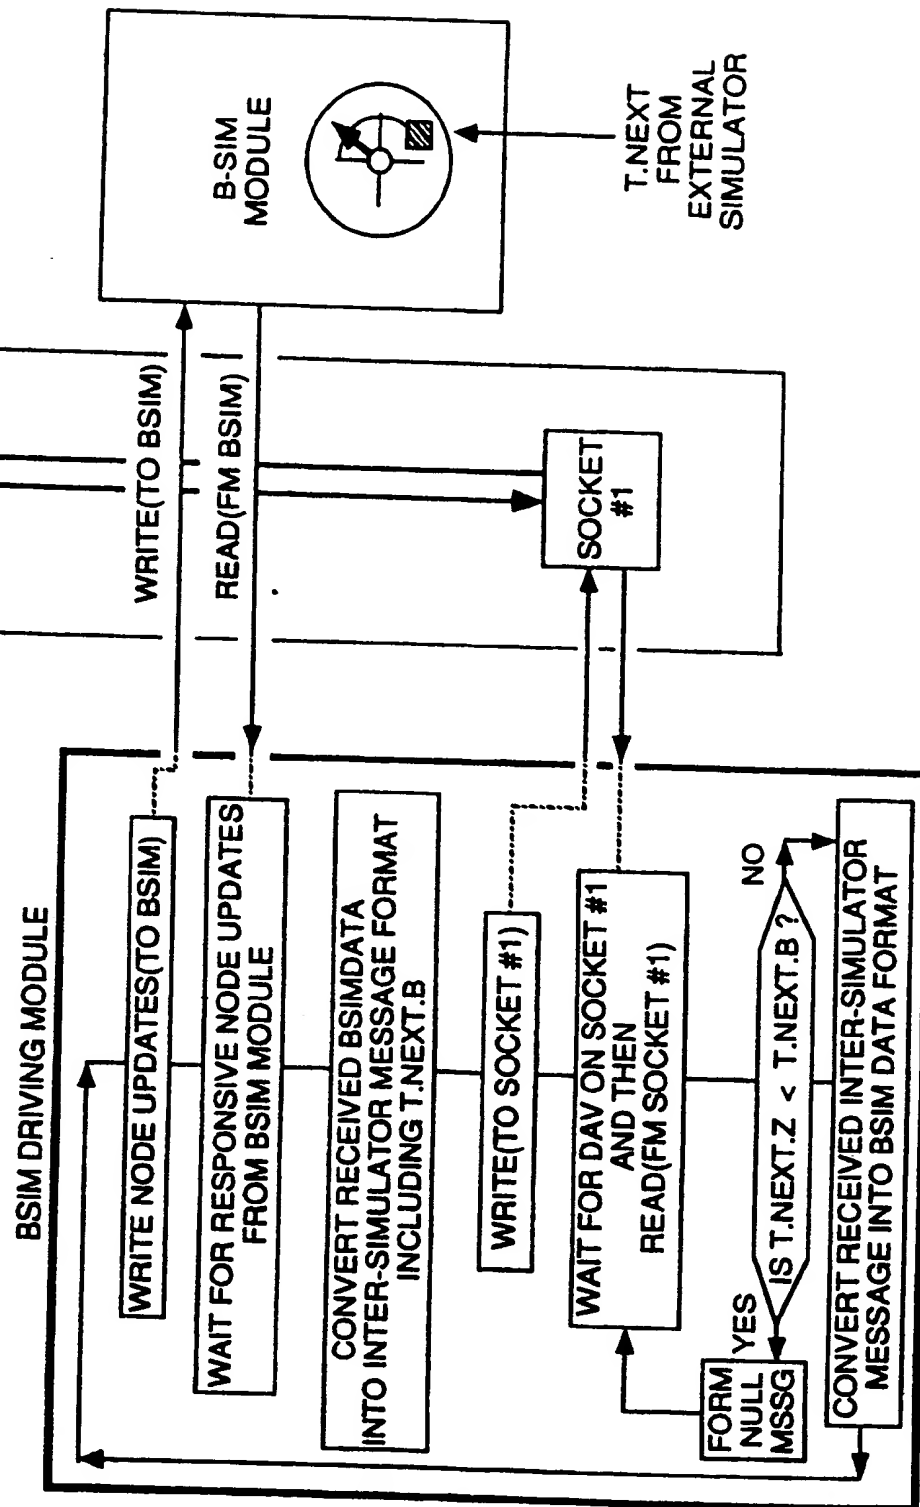 BSIM DRIVING MODULE
WRITE NODE UPDATES(TO BSIM)
WAIT FOR RESPONSIVE NODE UPDATES
FROM BSIM MODULE
CONVERT RECEIVED BSIMDATA
INTO INTER-SIMULATOR MESSAGE FORMAT
INCLUDING T.NEXT.B
WRITE(TO SOCKET #1)
WAIT FOR DAV ON SOCKET #1
AND THEN
READ(FM SOCKET #1)
IS T.NEXT.Z < T.NEXT.B ?
YES
NO
FORM
NULL
MSSG
CONVERT RECEIVED INTER-SIMULATOR
MESSAGE INTO BSIM DATA FORMAT
WRITE(TO BSIM)
READ(FM BSIM)
SOCKET
#1
B-SIM
MODULE
T.NEXT
FROM
EXTERNAL
SIMULATOR